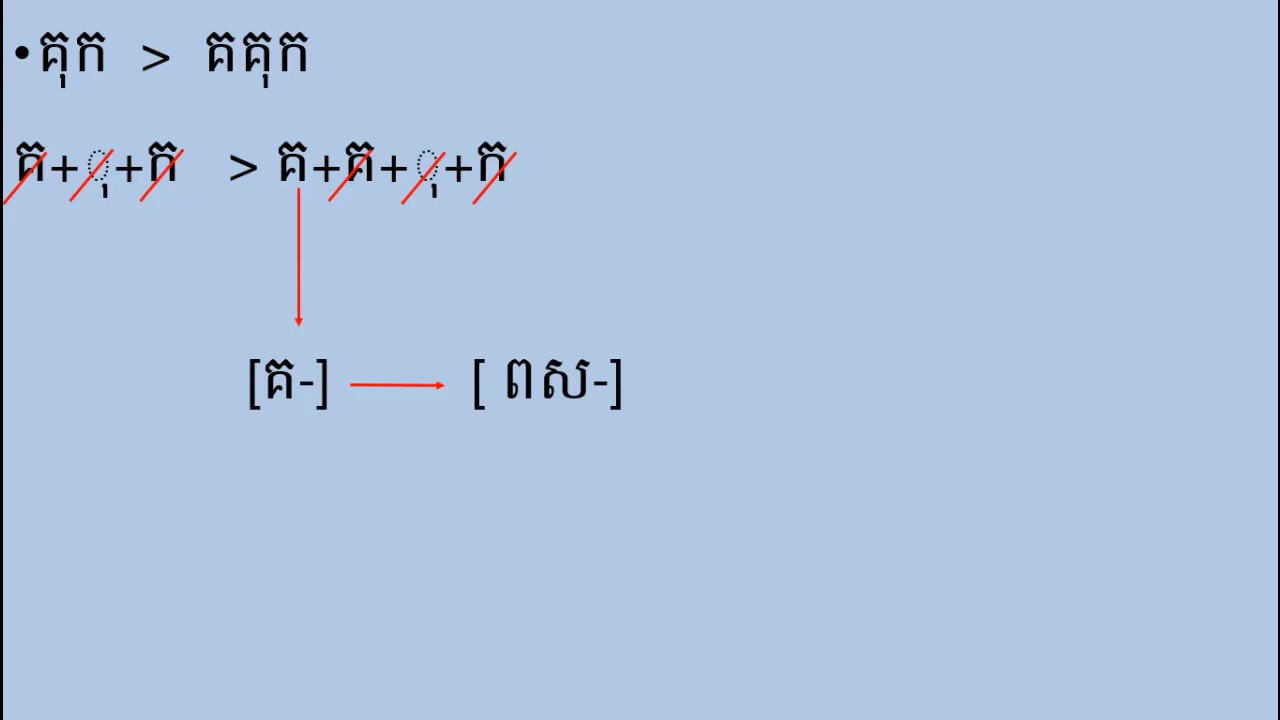 •គុក > គគុក
គ+ុ+ក > គ+គ+ុ+ក
[គ-] [ ពស-]